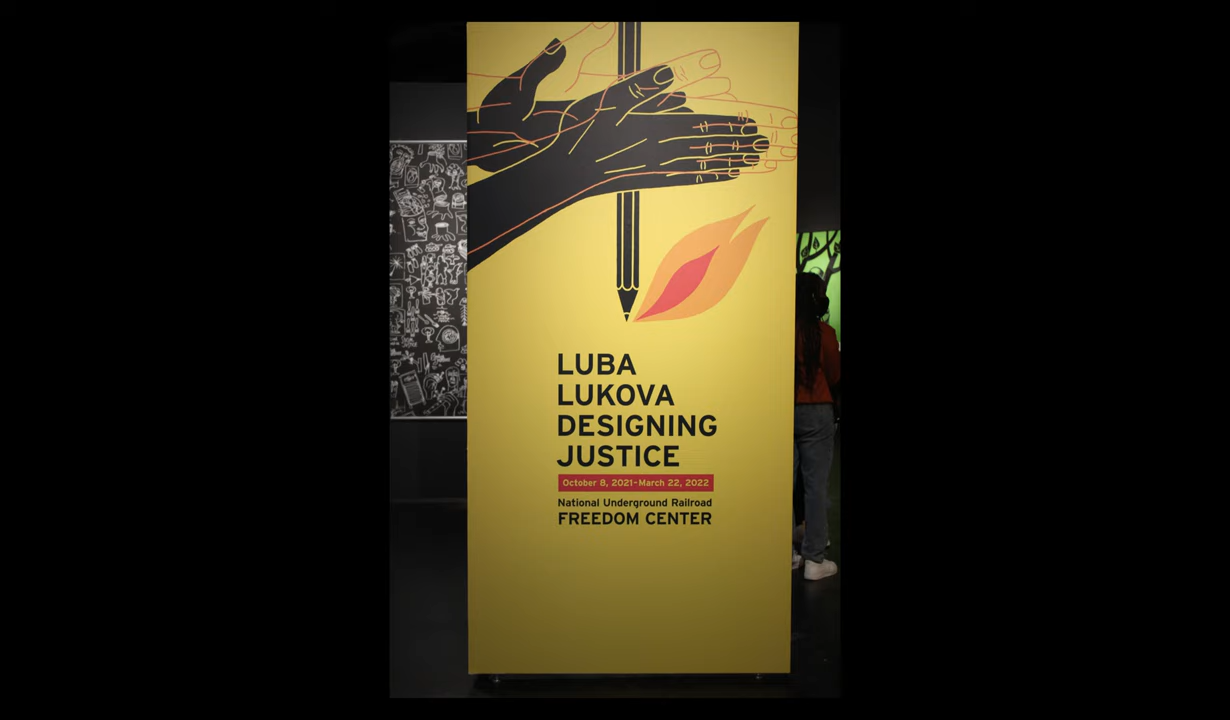 LUBA
LUKOVA
DESIGNING
JUSTICE
October 8, 2021-March 22, 2022
National Underground Railroad
FREEDOM CENTER